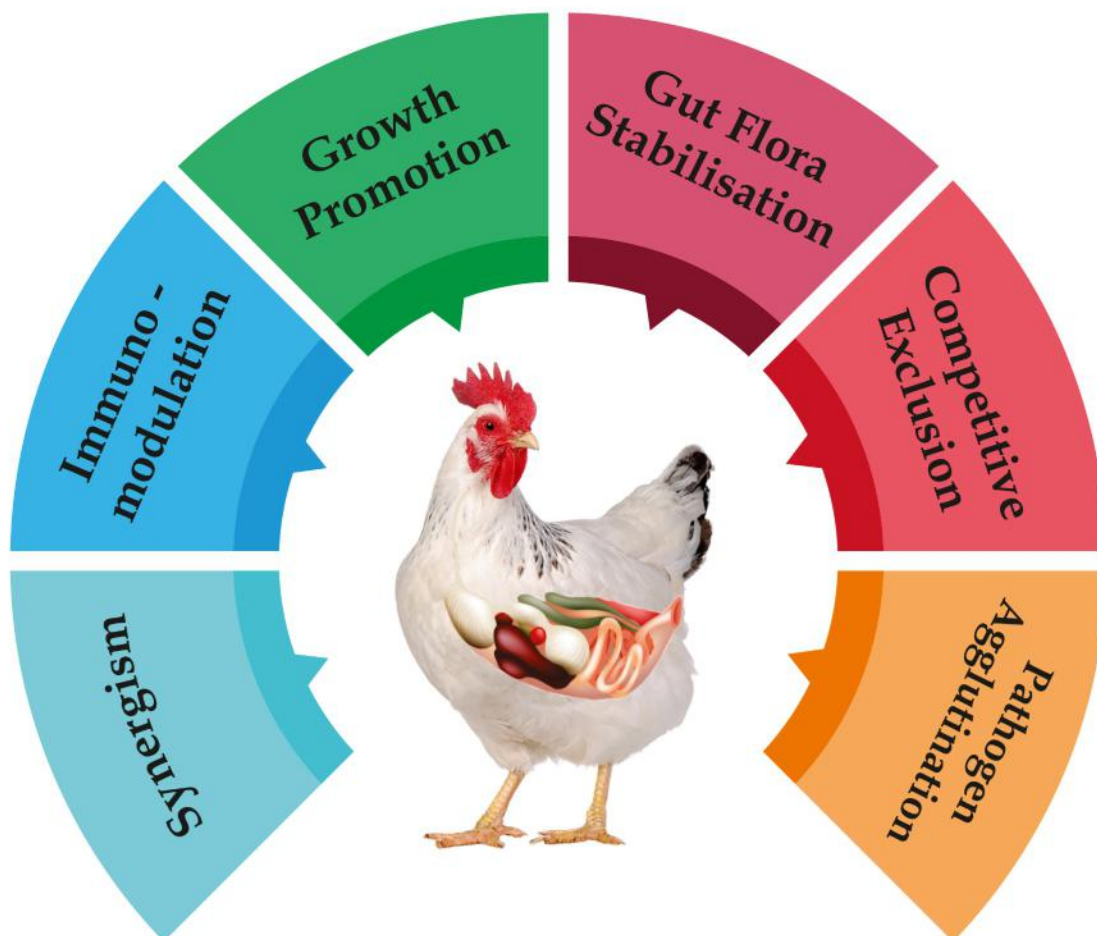 Synergism
Immuno -
modulation
Growth
Promotion
Gut Flora
Stabilisation
Competitive
Exclusion
Pathogen
Agglutination